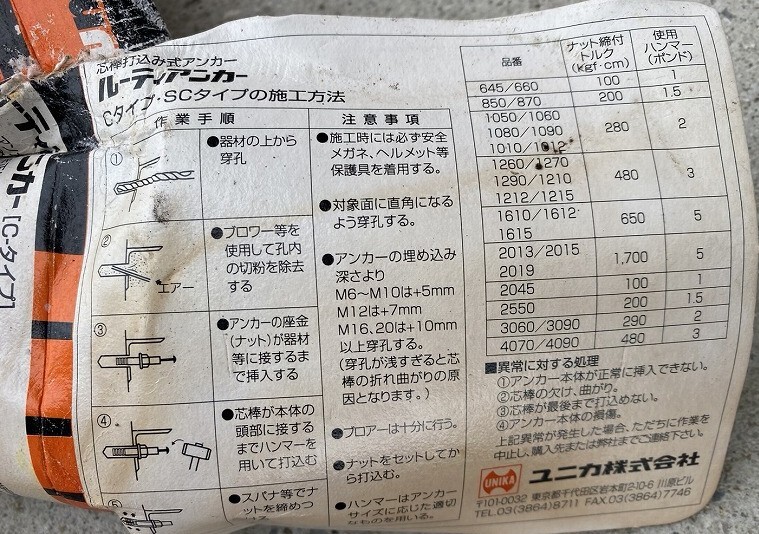 芯棒打込み式アンカー
ルーティアンカー
Cタイプ・SCタイプの施工方法
作業手順
①
●器材の上から
穿孔
②
エアー
●ブロワー等を
使用して孔内
の切粉を除去
する
③
●アンカーの座金
(ナット)が器材
等に接するま
で挿入する
④
●芯棒が本体の
頭部に接する
までハンマーを
用いて打込む
⑤
●スパナ等でナ
ットを締めつ
注意事項
●施工時には必ず安全
メガネ、ヘルメット等
保護具を着用する。
●対象面に直角になる
よう穿孔する。
●アンカーの埋め込み
深さより
M6〜M10は+5mm
M12は+7mm
M16、20は+10mm
以上穿孔する。
(穿孔が浅すぎると芯
棒の折れ曲がりの原
因となります。)
●ブロアーは十分に行う。
●ナットをセットしてか
ら打込む。
●ハンマーはアンカー
サイズに応じた適切
なものを用いる。
品番 ナット締付トルク(kgf・cm) 使用ハンマー(ポンド)
645/660 100 1
850/870 200 1.5
1050/1060
1080/1090 280 2
1010/1012
1260/1270
1290/1210 480 3
1212/1215
1610/1612 650 5
1615
2013/2015 1,700 5
2019
2045 100 1
2550 200 1.5
3060/3090 290 2
4070/4090 480 3
■異常に対する処理
①アンカー本体が正常に挿入できない。
②芯棒の欠け、曲がり。
③芯棒が最後まで打込めない。
④アンカー本体の損傷。
上記異常が発生した場合、ただちに作業を
中止し、購入先または弊社までご連絡下さい。
UNIKA ユニカ株式会社
〒101-0032 東京都千代田区岩本町2-10-6 川原ビル
TEL.03(3864)8711 FAX.03(3864)7746
ルーティアンカー[C-タイプ]